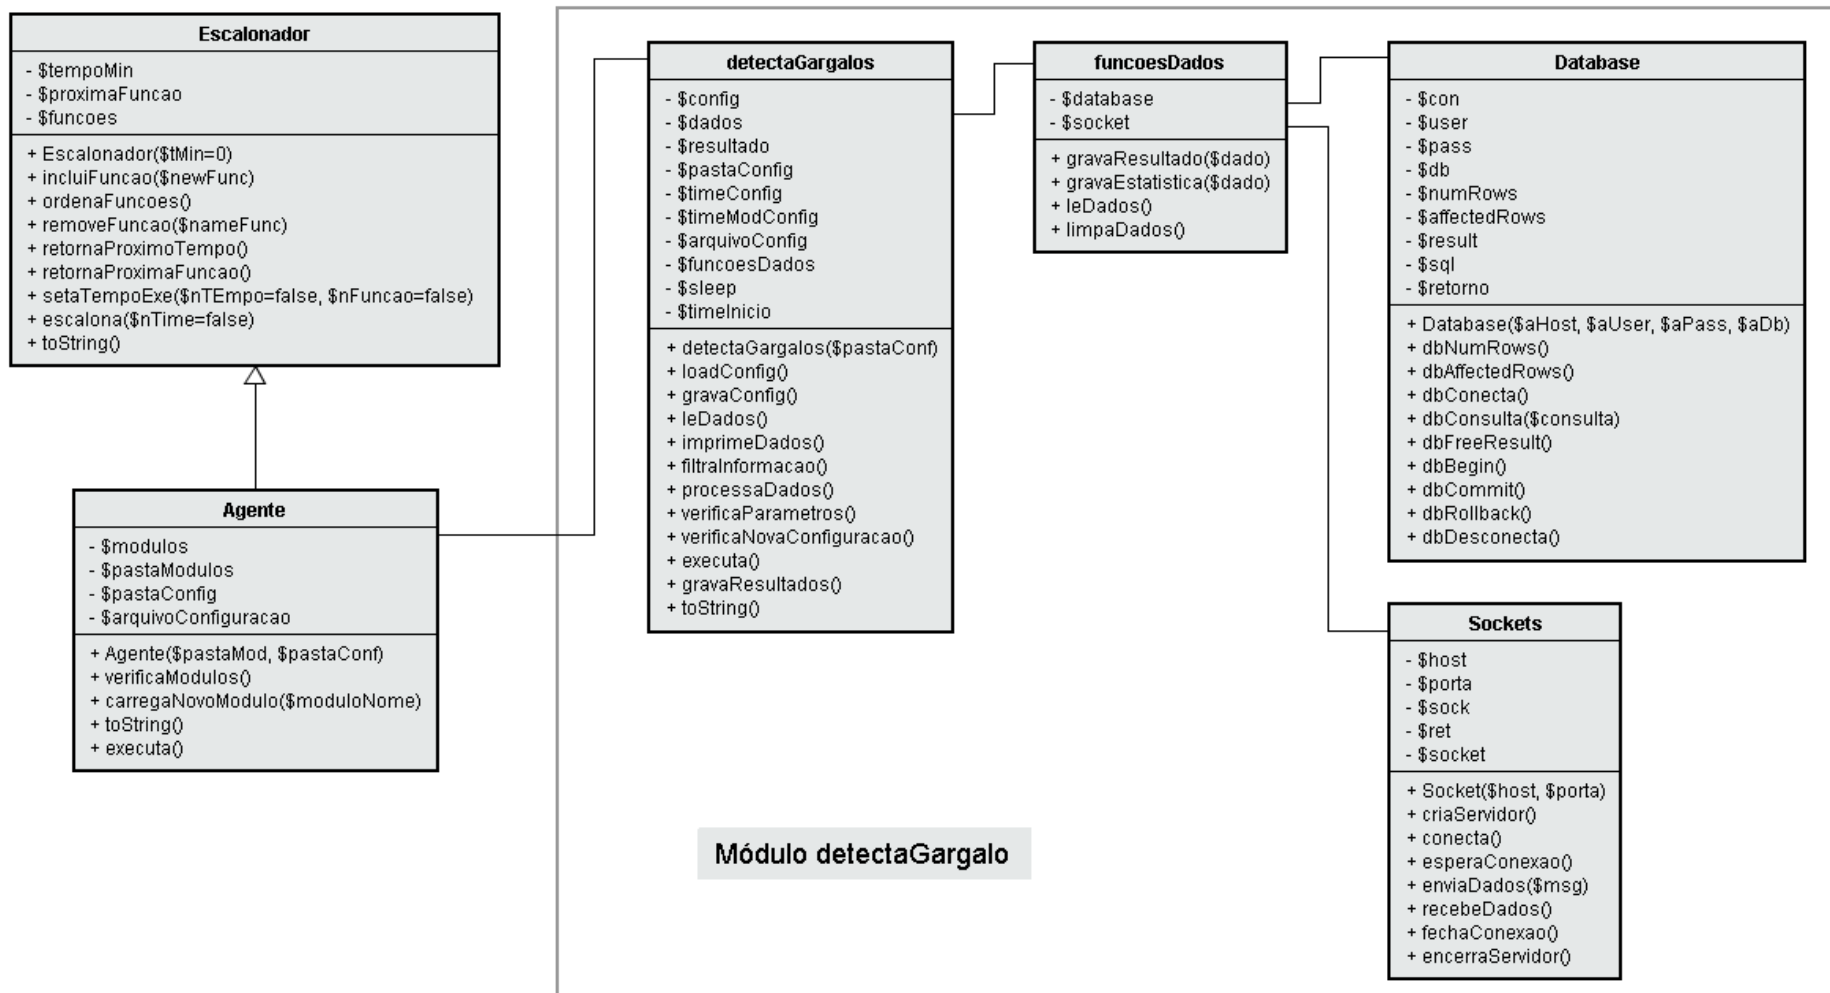 Escalonador
- $tempoMin
- $proximaFuncao
- $funcoes
+ Escalonador($tMin=0)
+ incluiFuncao($newFunc)
+ ordenaFuncoes()
+ removeFuncao($nameFunc)
+ retornaProximoTempo()
+ retornaProximaFuncao()
+ setaTempoExe($nTEmpo=false, $nFuncao=false)
+ escalona($nTime=false)
+ toString()
Agente
- $modulos
- $pastaModulos
- $pastaConfig
- $arquivoConfiguracao
+ Agente($pastaMod, $pastaConf)
+ verificaModulos()
+ carregaNovoModulo($moduloNome)
+ toString()
+ executa()
detectaGargalos
- $config
- $dados
- $resultado
- $pastaConfig
- $timeConfig
- $timeModConfig
- $arquivoConfig
- $funcoesDados
- $sleep
- $timeInicio
+ detectaGargalos($pastaConf)
+ loadConfig()
+ gravaConfig()
+ leDados()
+ imprimeDados()
+ filtraInformacao()
+ processaDados()
+ verificaParametros()
+ verificaNovaConfiguracao()
+ executa()
+ gravaResultados()
+ toString()
funcoesDados
- $database
- $socket
+ gravaResultado($dado)
+ gravaEstatistica($dado)
+ leDados()
+ limpaDados()
Database
- $con
- $user
- $pass
- $db
- $numRows
- $affectedRows
- $result
- $sql
- $retorno
+ Database($aHost, $aUser, $aPass, $aDb)
+ dbNumRows()
+ dbAffectedRows()
+ dbConecta()
+ dbConsulta($consulta)
+ dbFreeResult()
+ dbBegin()
+ dbCommit()
+ dbRollback()
+ dbDesconecta()
Sockets
- $host
- $porta
- $sock
- $ret
- $socket
+ Socket($host, $porta)
+ criaServidor()
+ conecta()
+ esperaConexao()
+ enviaDados($msg)
+ recebeDados()
+ fechaConexao()
+ encerraServidor()
Módulo detectaGargalo